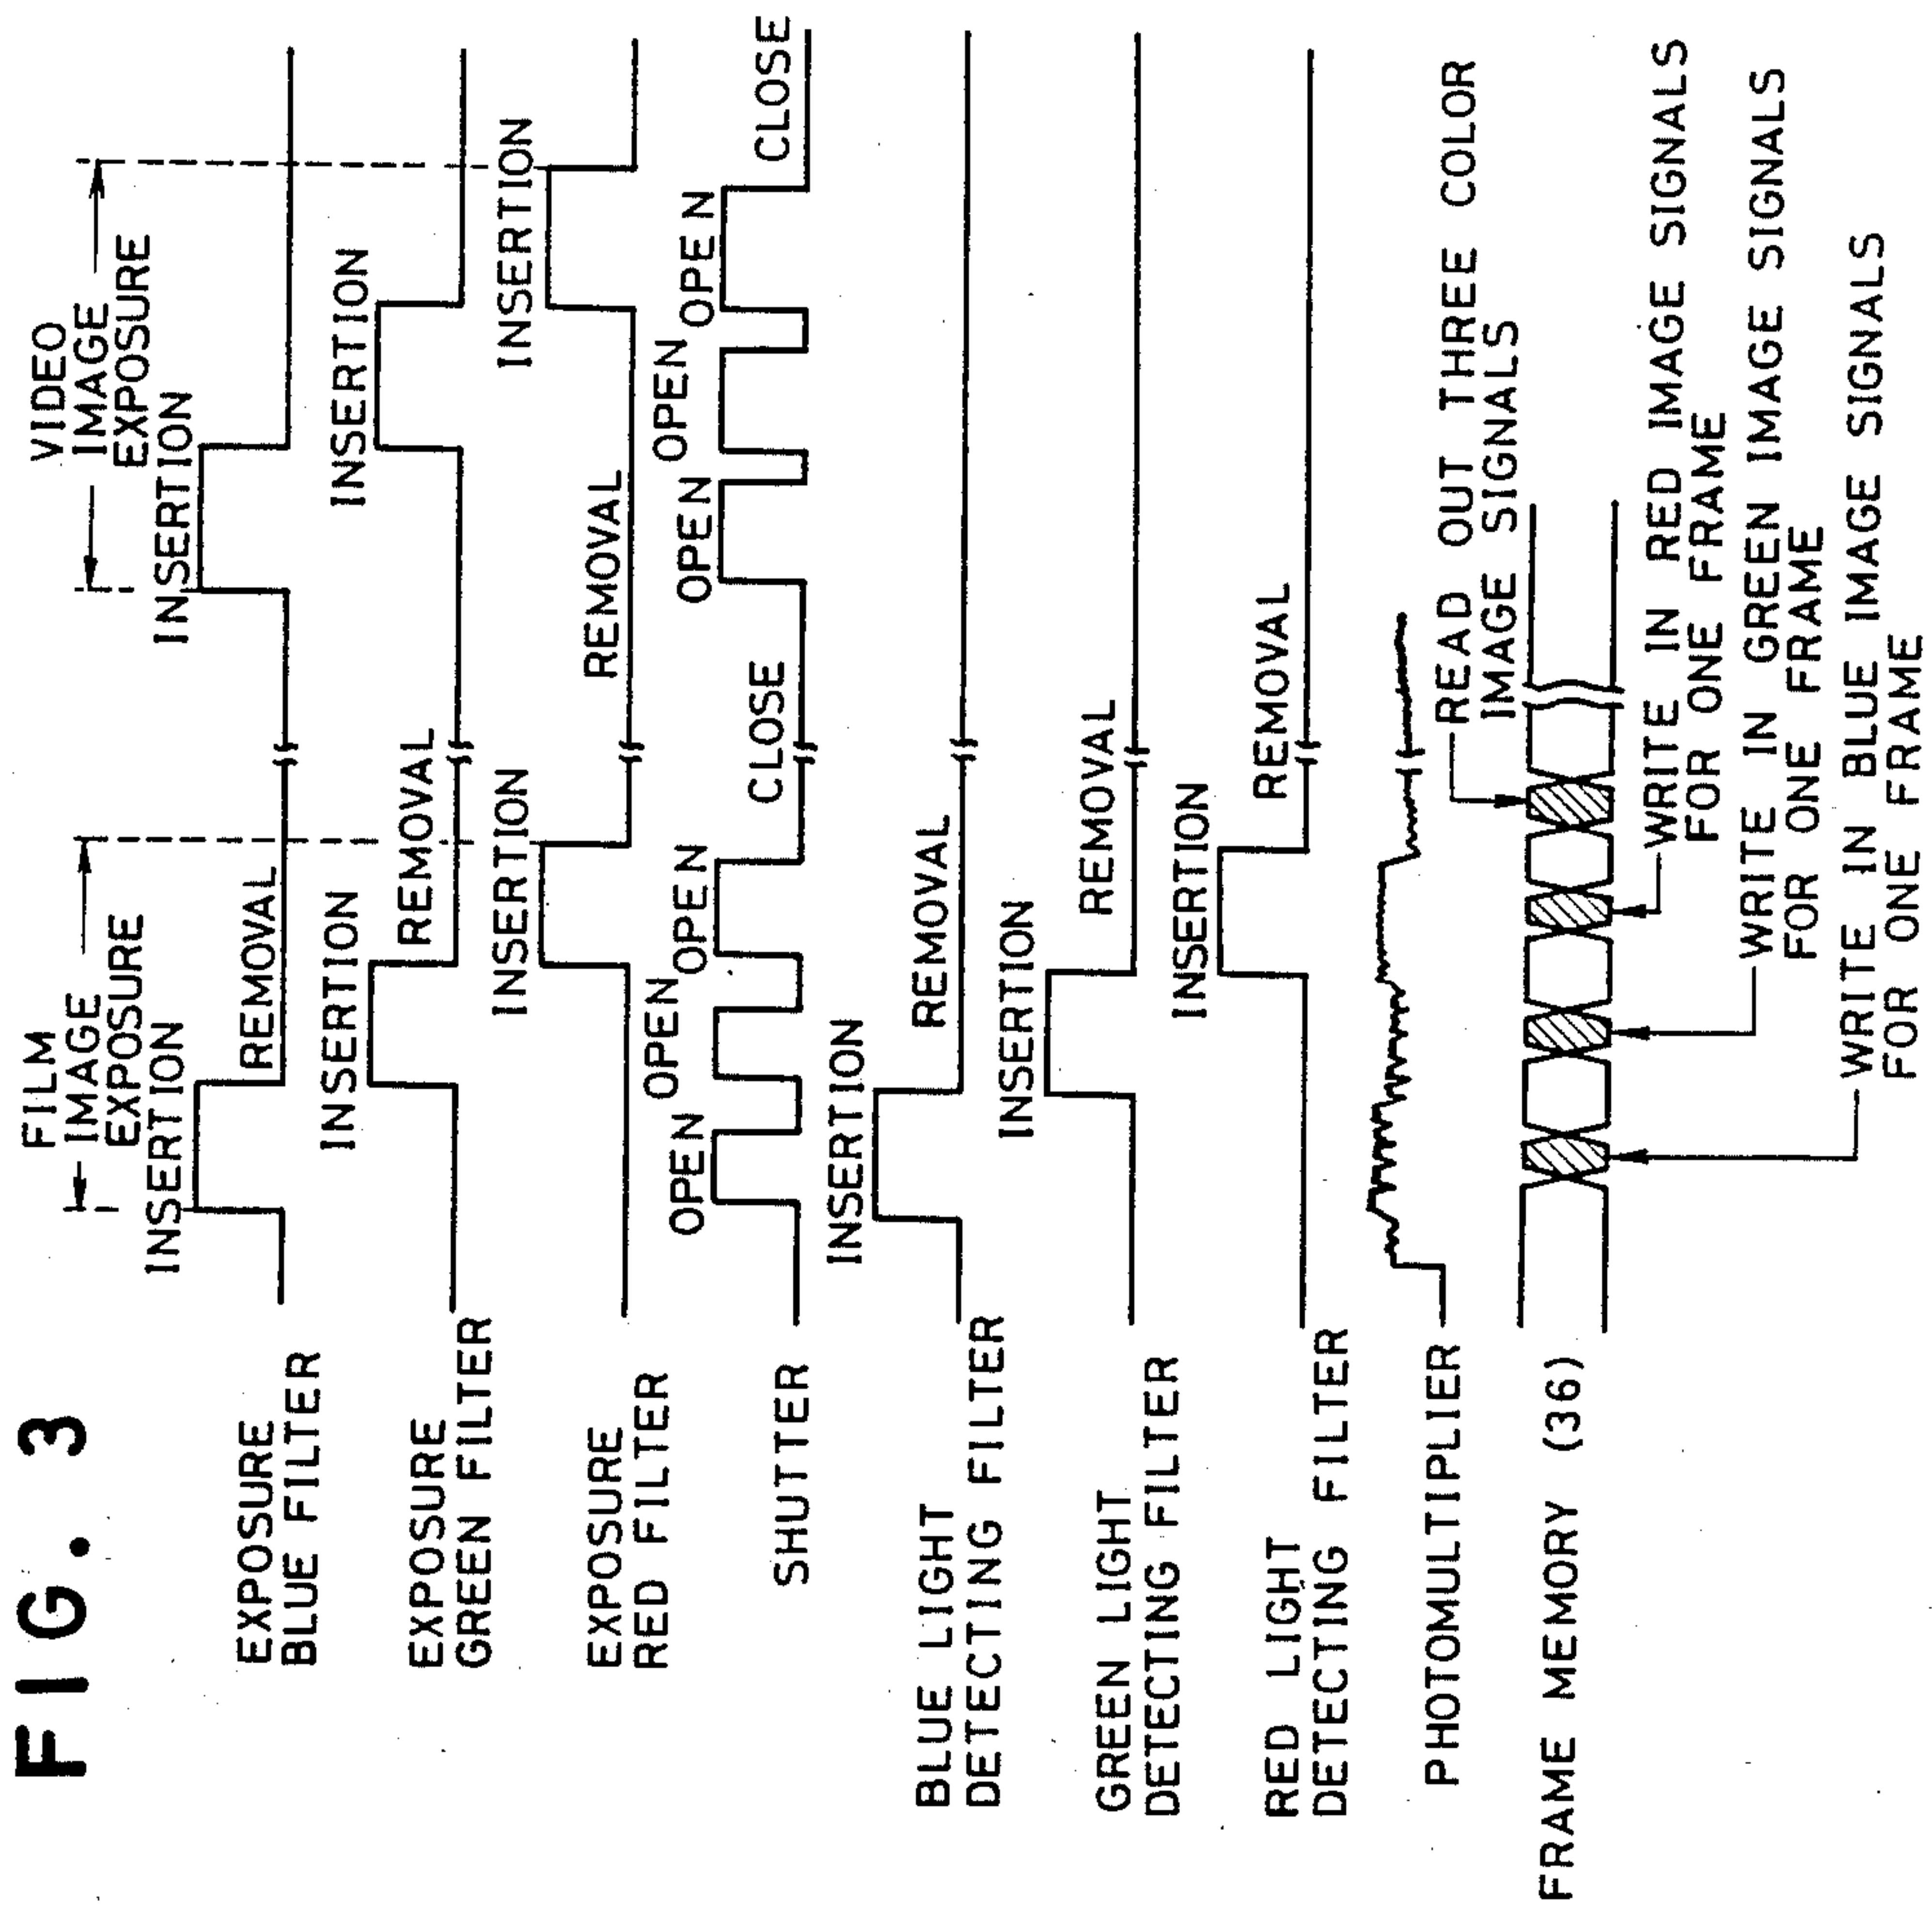 FIG. 3
FILM
IMAGE
EXPOSURE
VIDEO
IMAGE
EXPOSURE
EXPOSURE
BLUE FILTER
INSERTION
REMOVAL
INSERTION
EXPOSURE
GREEN FILTER
INSERTION
REMOVAL
INSERTION
EXPOSURE
RED FILTER
INSERTION
REMOVAL
INSERTION
SHUTTER
OPEN
OPEN
OPEN
CLOSE
OPEN
OPEN
OPEN
CLOSE
BLUE LIGHT
DETECTING FILTER
INSERTION
REMOVAL
GREEN LIGHT
DETECTING FILTER
INSERTION
REMOVAL
RED LIGHT
DETECTING FILTER
INSERTION
REMOVAL
PHOTOMULTIPLIER
FRAME MEMORY (36)
READ OUT THREE COLOR
IMAGE SIGNALS
WRITE IN RED IMAGE SIGNALS
FOR ONE FRAME
WRITE IN GREEN IMAGE SIGNALS
FOR ONE FRAME
WRITE IN BLUE IMAGE SIGNALS
FOR ONE FRAME